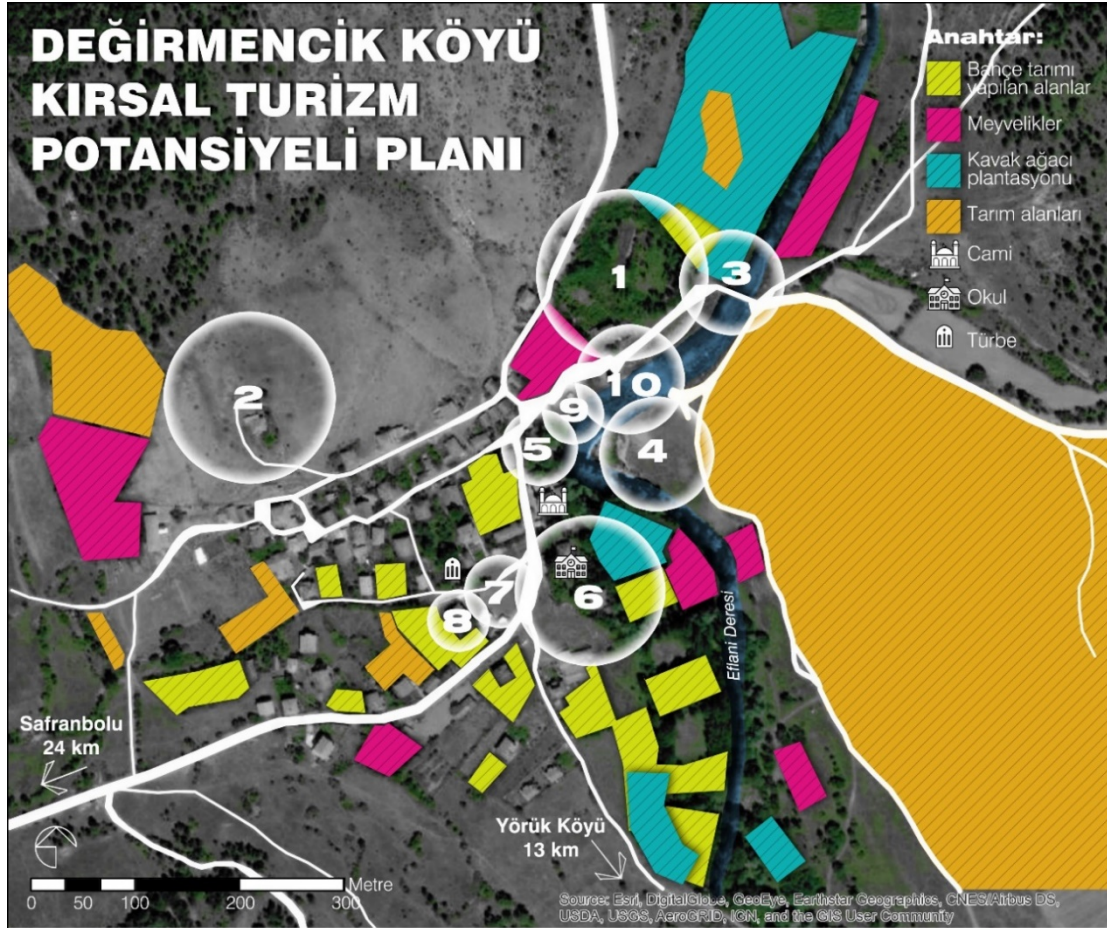 DEĞİRMENCİK KÖYÜ
KIRSAL TURİZM
POTANSİYELİ PLANI
Anahtar:
Bahçe tarımı
yapılan alanlar
Meyvelikler
Kavak ağacı
plantasyonu
Tarım alanları
Cami
Okul
Türbe
1
3
2
10
9
5
4
7
6
8
Eflani Deresi
Safranbolu
24 km
Yörük Köyü
13 km
Metre
0 50 100 200 300
Source: Esri, DigitalGlobe, GeoEye, Earthstar Geographics, CNES/Airbus DS,
USDA, USGS, AeroGRID, IGN, and the GIS User Community